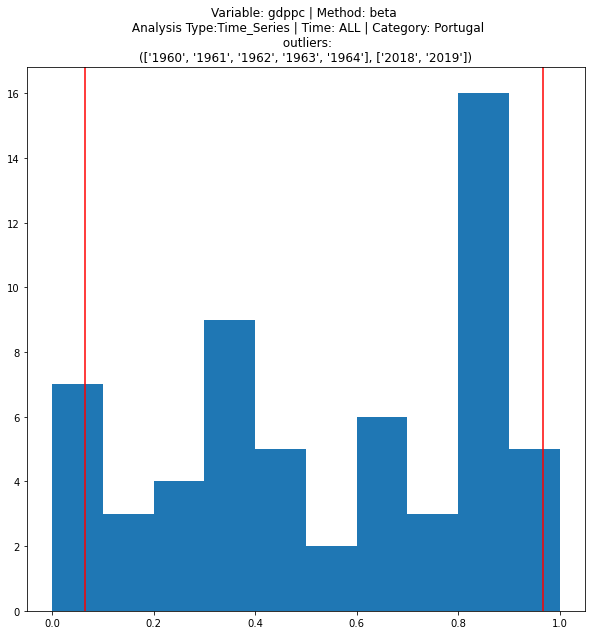 Variable: gdppc | Method: beta
Analysis Type:Time_Series | Time: ALL | Category: Portugal
outliers:
(['1960', '1961', '1962', '1963', '1964'], ['2018', '2019'])
16
14
12
10
8
6
4
2
0
0.0 0.2 0.4 0.6 0.8 1.0